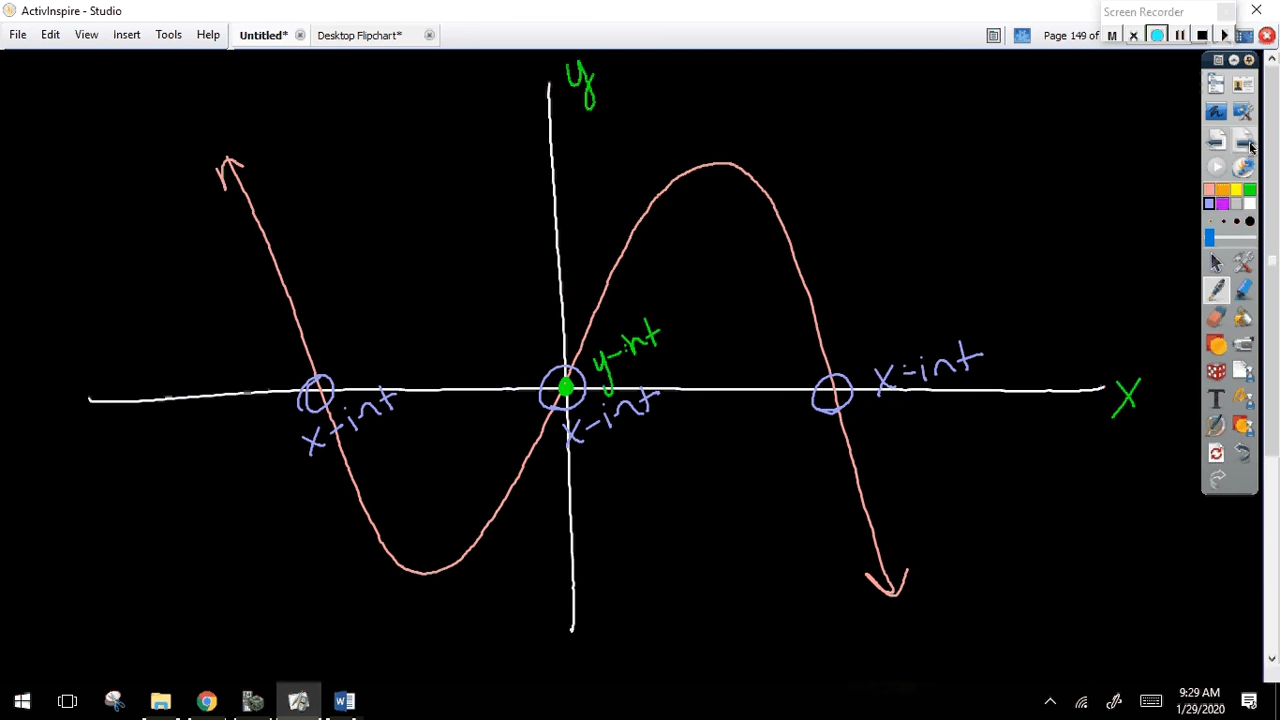 ActivInspire - Studio
Screen Recorder
File Edit View Insert Tools Help Untitled* Desktop Flipchart* Page 149 of
y
y-int
x-int
x-int
x-int
X
9:29 AM
1/29/2020